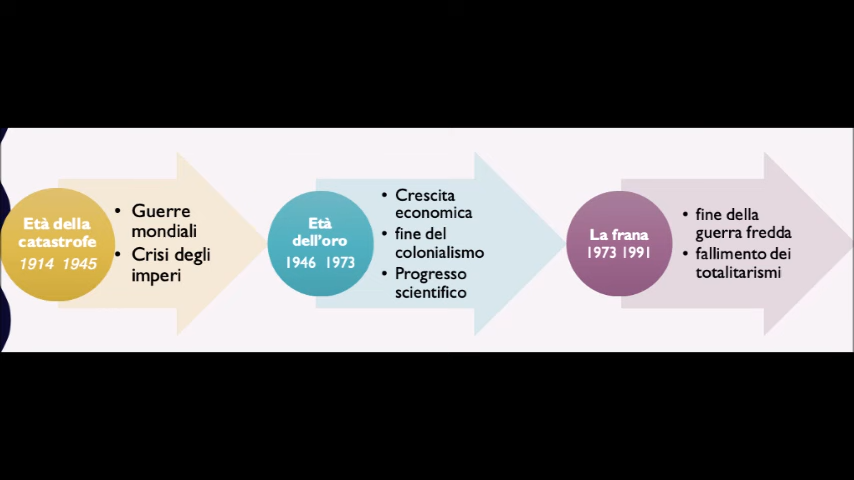 Età della
catastrofe
1914 1945
• Guerre
mondiali
• Crisi degli
imperi
Età
dell'oro
1946 1973
• Crescita
economica
• fine del
colonialismo
• Progresso
scientifico
La frana
1973 1991
• fine della
guerra fredda
• fallimento dei
totalitarismi